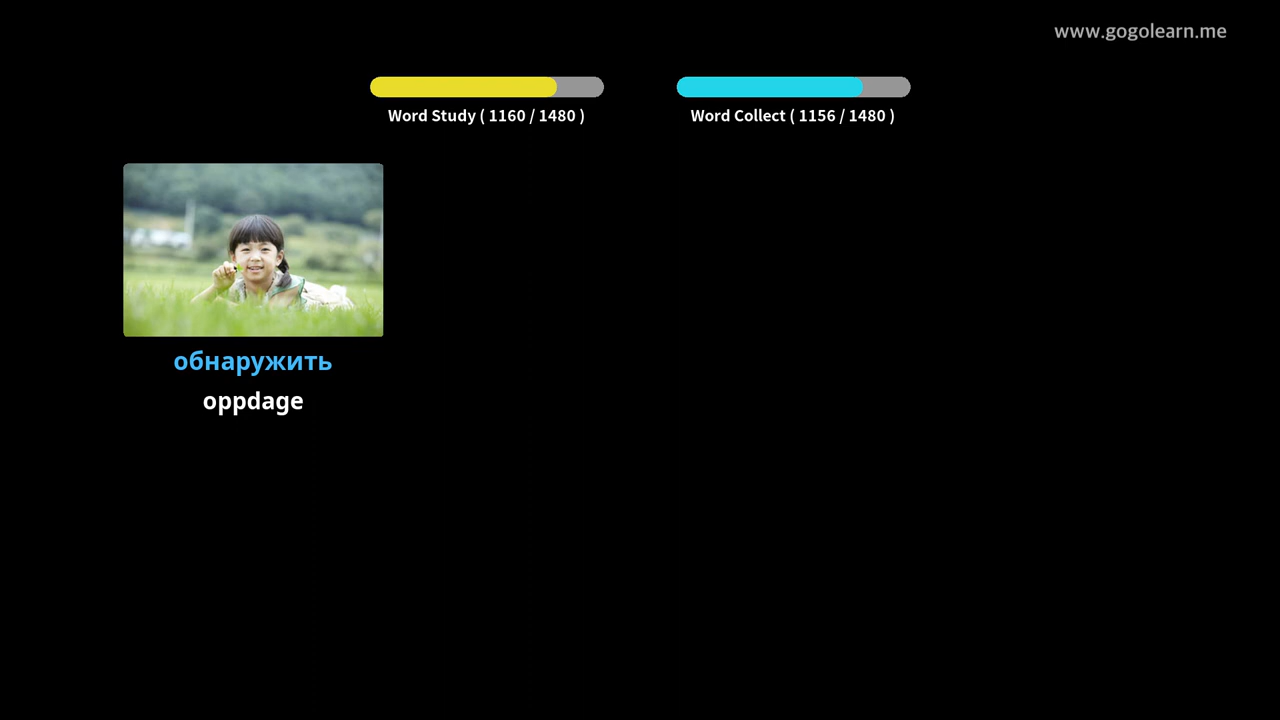 www.gogolearn.me
Word Study ( 1160 / 1480 )
Word Collect ( 1156 / 1480 )
обнаружить
oppdage